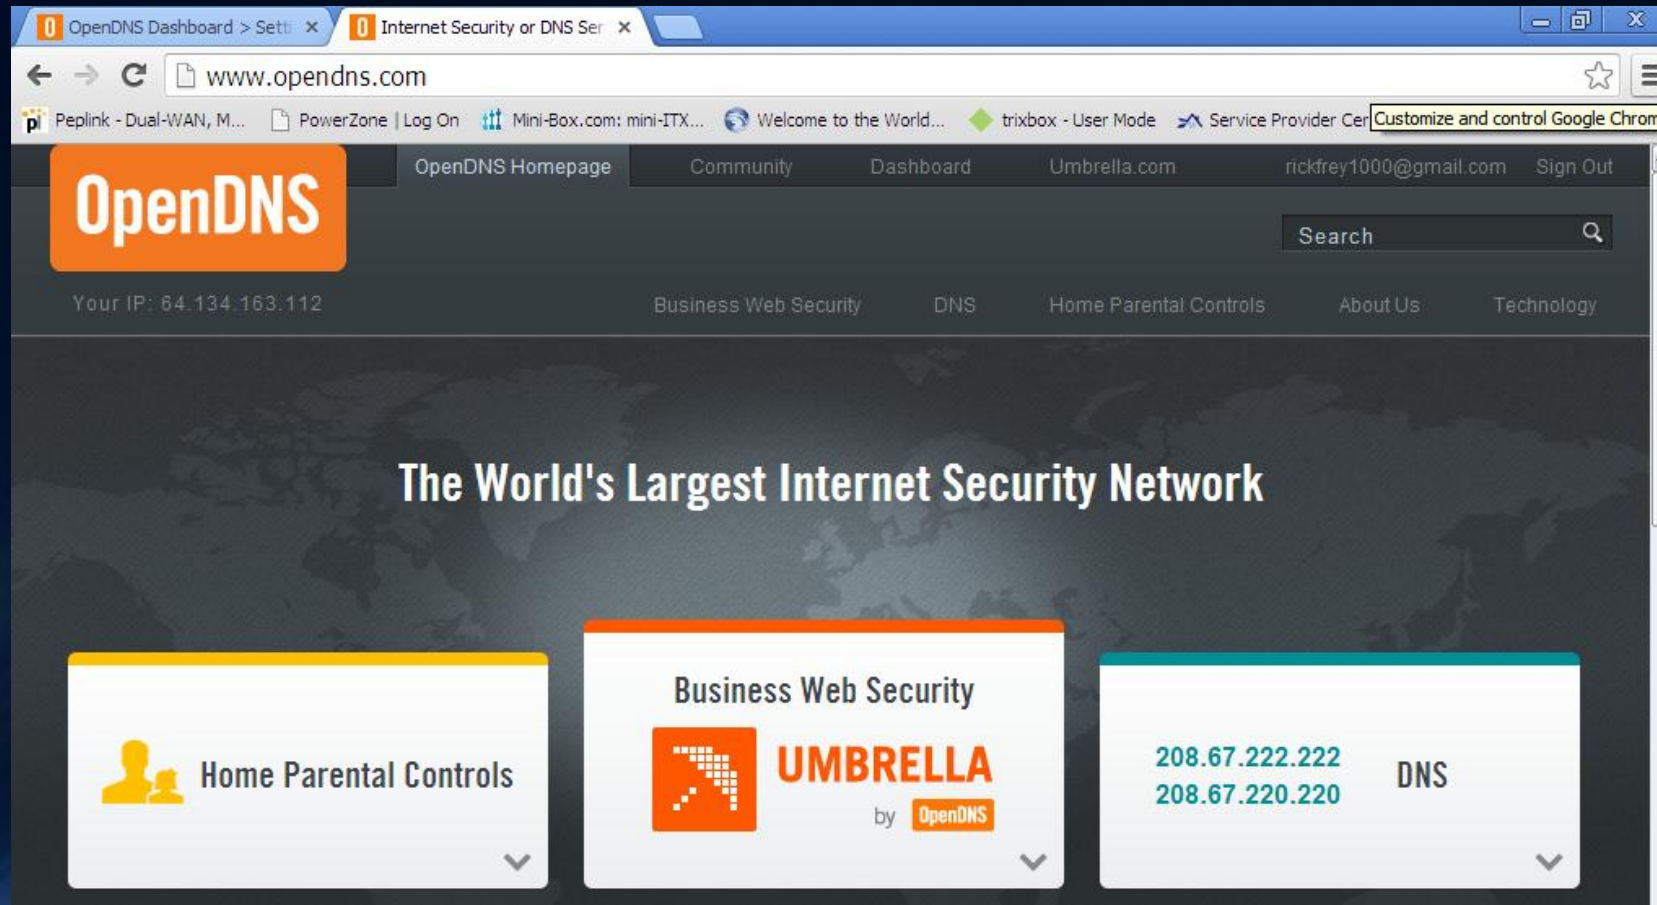 OpenDNS Dashboard > Setti
Internet Security or DNS Ser
www.opendns.com
Peplink - Dual-WAN, M...
PowerZone | Log On
Mini-Box.com: mini-ITX...
Welcome to the World...
trixbox - User Mode
Service Provider Cer
Customize and control Google Chrom
OpenDNS
OpenDNS Homepage
Community
Dashboard
Umbrella.com
rickfrey1000@gmail.com
Sign Out
Search
Your IP: 64.134.163.112
Business Web Security
DNS
Home Parental Controls
About Us
Technology
The World's Largest Internet Security Network
Home Parental Controls
Business Web Security
UMBRELLA
by OpenDNS
208.67.222.222
208.67.220.220
DNS